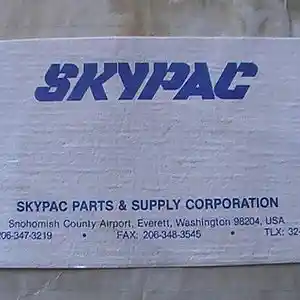 SKYPAC
SKYPAC PARTS & SUPPLY CORPORATION
Snohomish County Airport, Everett, Washington 98204, USA
206-347-3219 • FAX: 206-348-3545 • TLX: 32